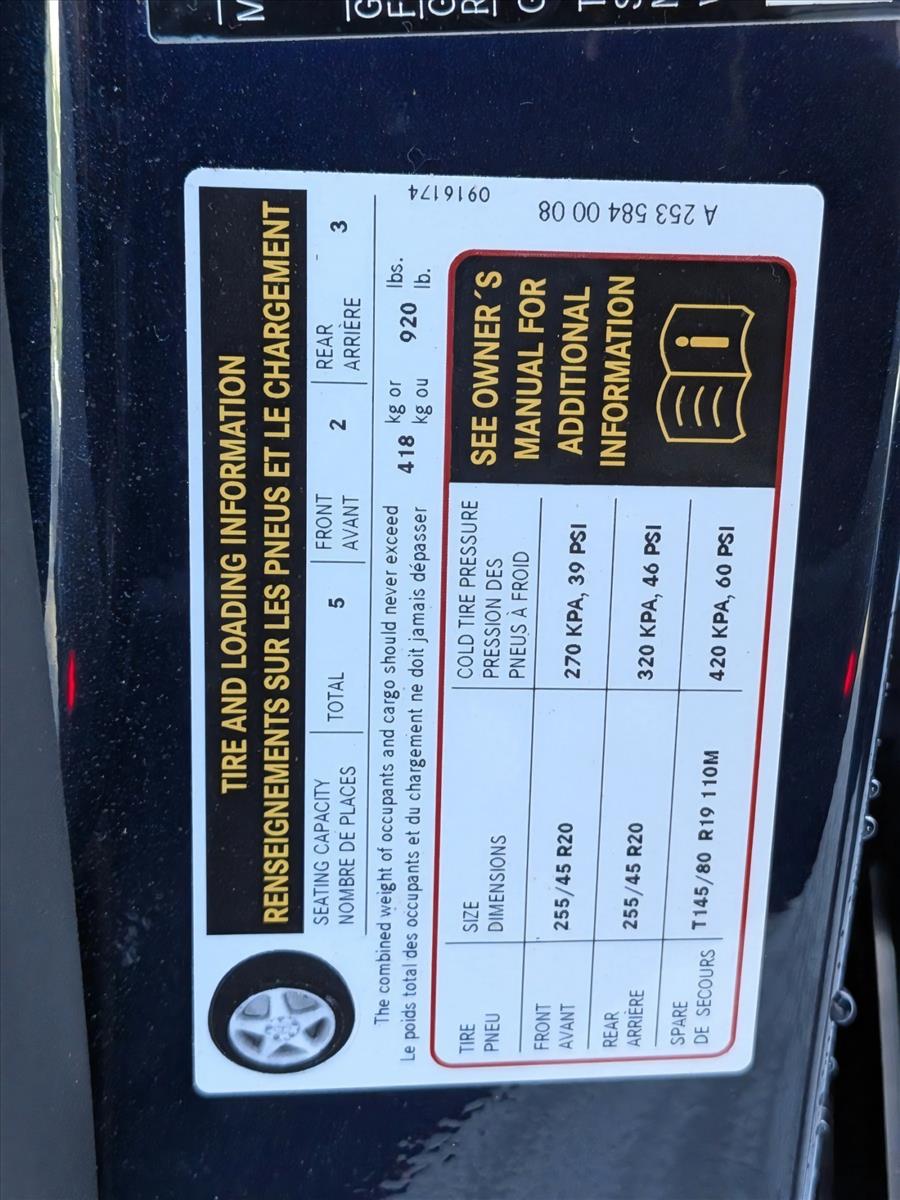 TIRE AND LOADING INFORMATION
RENSEIGNEMENTS SUR LES PNEUS ET LE CHARGEMENT
SEATING CAPACITY
NOMBRE DE PLACES
TOTAL 5
FRONT
AVANT
2
REAR
ARRIÈRE
3
The combined weight of occupants and cargo should never exceed 418 kg or 920 lbs.
Le poids total des occupants et du chargement ne doit jamais dépasser kg ou lb.
TIRE
PNEU
SIZE
DIMENSIONS
COLD TIRE PRESSURE
PRESSION DES
PNEUS À FROID
FRONT
AVANT
255/45 R20
270 KPA, 39 PSI
REAR
ARRIÈRE
255/45 R20
320 KPA, 46 PSI
SPARE
DE SECOURS
T145/80 R19 110M
420 KPA, 60 PSI
SEE OWNER´S
MANUAL FOR
ADDITIONAL
INFORMATION
0916174
A 253 584 00 08